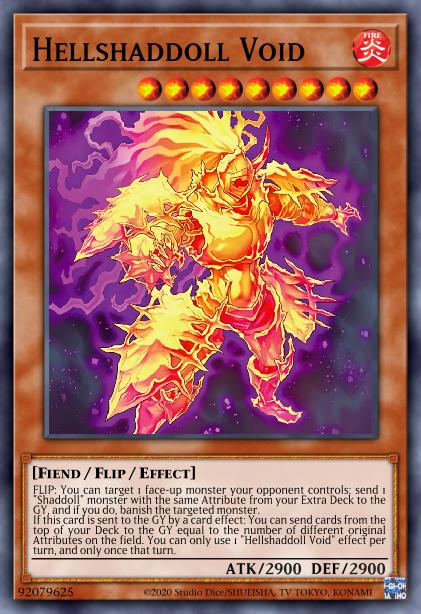 Hellshaddoll Void
FIRE
炎
[Fiend / Flip / Effect]
FLIP: You can target 1 face-up monster your opponent controls; send 1
"Shaddoll" monster with the same Attribute from your Extra Deck to the
GY, and if you do, banish the targeted monster.
If this card is sent to the GY by a card effect: You can send cards from the
top of your Deck to the GY equal to the number of different original
Attributes on the field. You can only use 1 "Hellshaddoll Void" effect per
turn, and only once that turn.
ATK/2900 DEF/2900
92079625 ©2020 Studio Dice/SHUEISHA, TV TOKYO, KONAMI